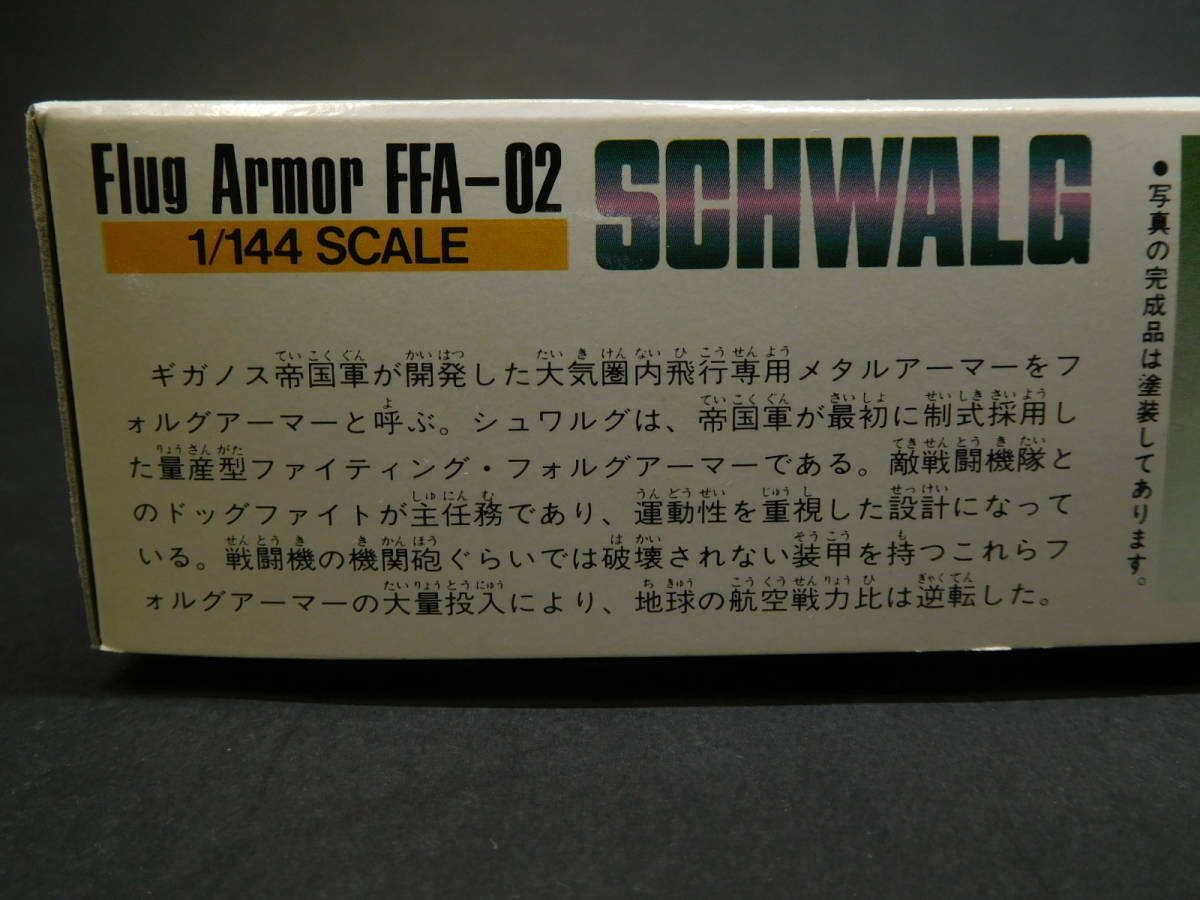 Flug Armor FFA-02
1/144 SCALE
SCHWALG
ギガノス帝国軍が開発した大気圏内飛行専用メタルアーマーをフ
ォルグアーマーと呼ぶ。シュワルグは、帝国軍が最初に制式採用し
た量産型ファイティング・フォルグアーマーである。敵戦闘機隊と
のドッグファイトが主任務であり、運動性を重視した設計になって
いる。戦闘機の機関砲ぐらいでは破壊されない装甲を持つこれらフ
ォルグアーマーの大量投入により、地球の航空戦力比は逆転した。
●写真の完成品は塗装してあります。